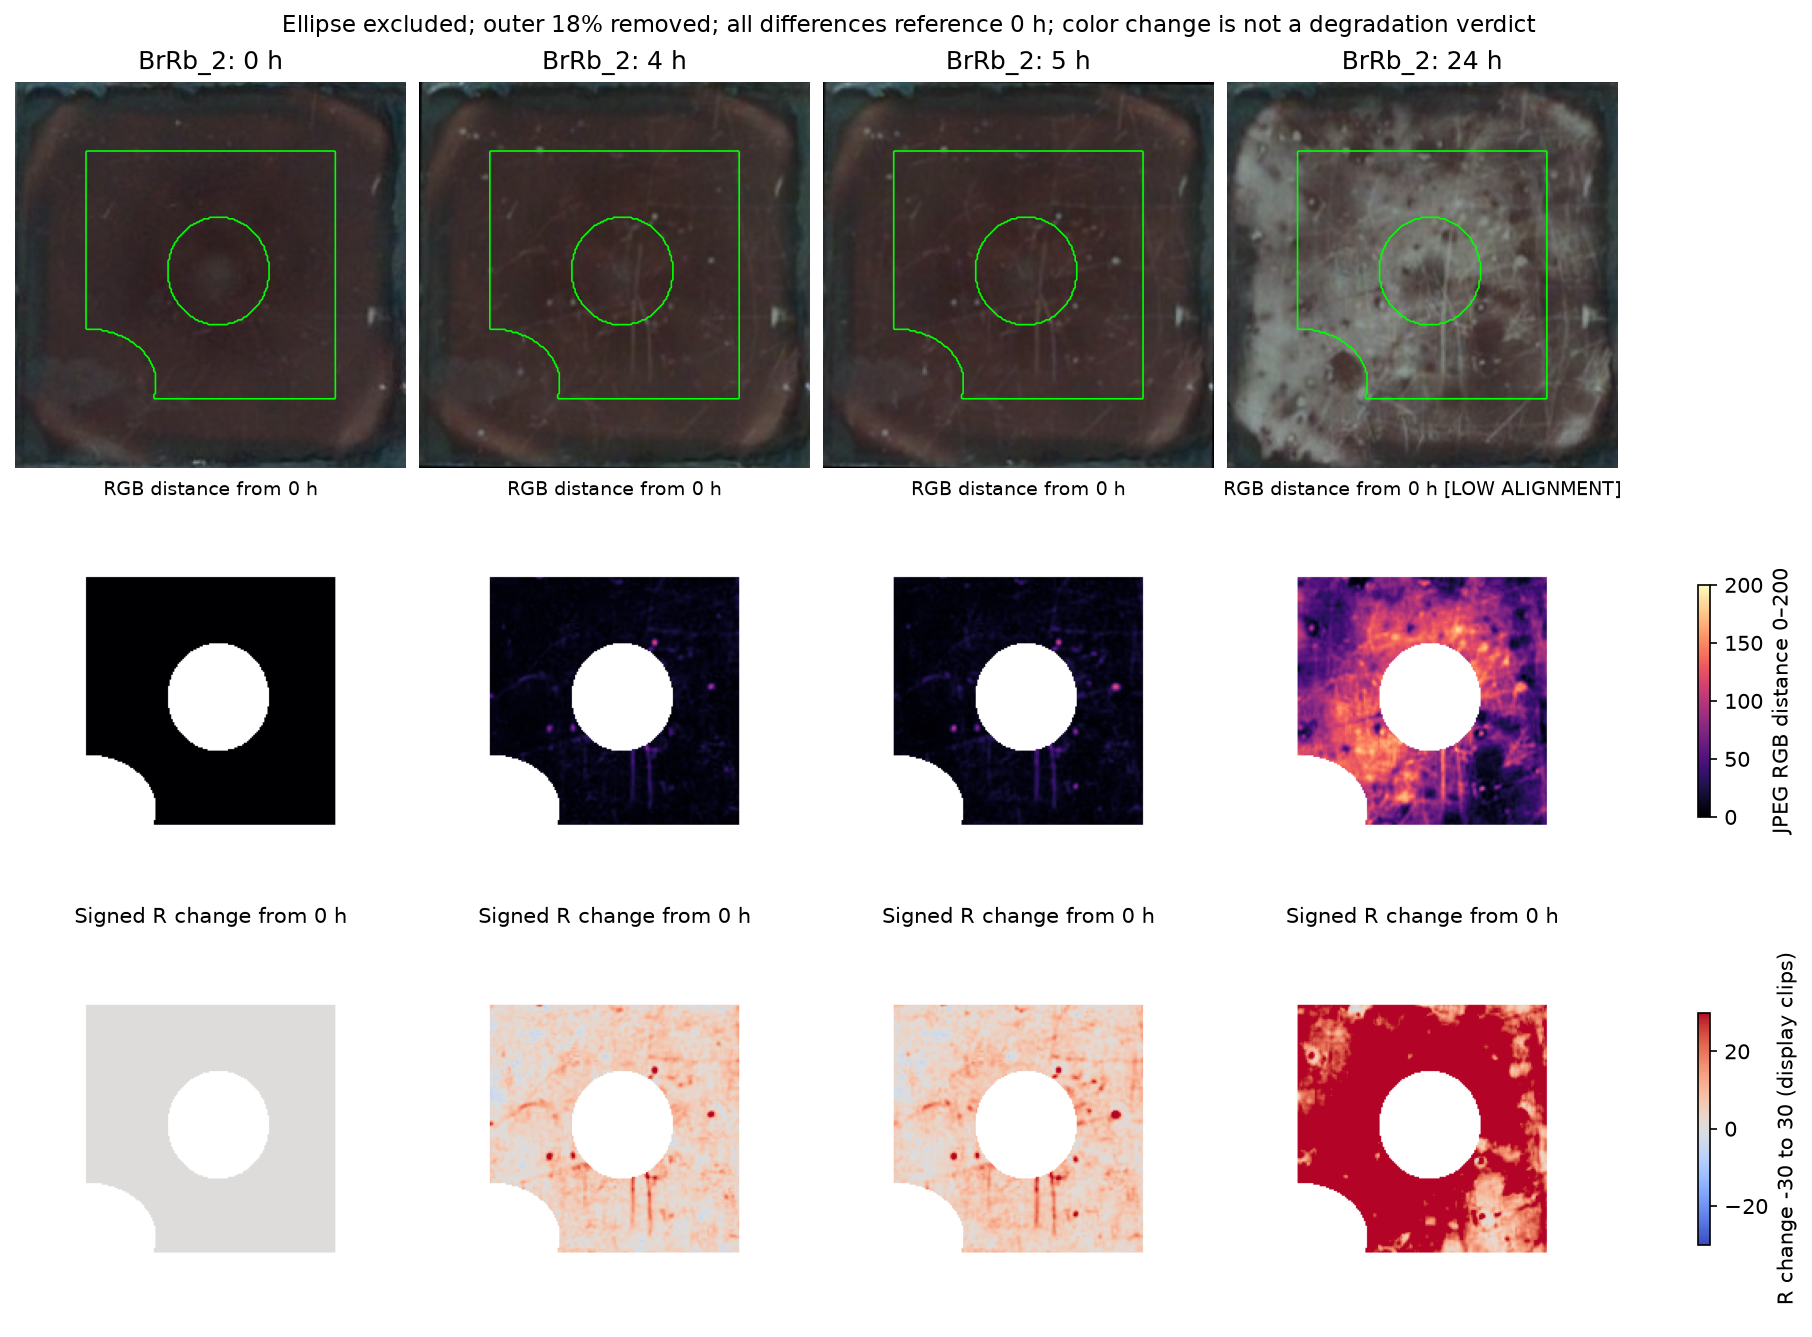 Ellipse excluded; outer 18% removed; all differences reference 0 h; color change is not a degradation verdict
BrRb_2: 0 h
BrRb_2: 4 h
BrRb_2: 5 h
BrRb_2: 24 h
RGB distance from 0 h
RGB distance from 0 h
RGB distance from 0 h
RGB distance from 0 h [LOW ALIGNMENT]
200
150
100
50
0
JPEG RGB distance 0–200
Signed R change from 0 h
Signed R change from 0 h
Signed R change from 0 h
Signed R change from 0 h
20
0
−20
R change -30 to 30 (display clips)